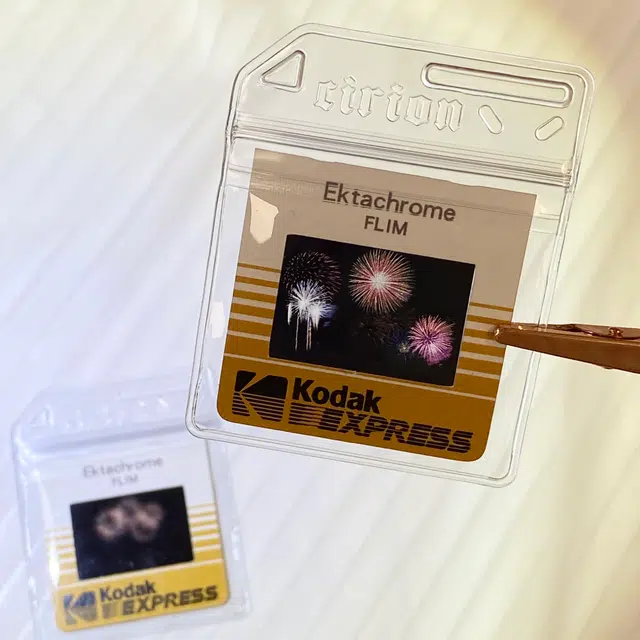 cirion
Ektachrome
FLIM
Kodak
EXPRESS
Ektachrome
FLIM
Kodak
EXPRESS